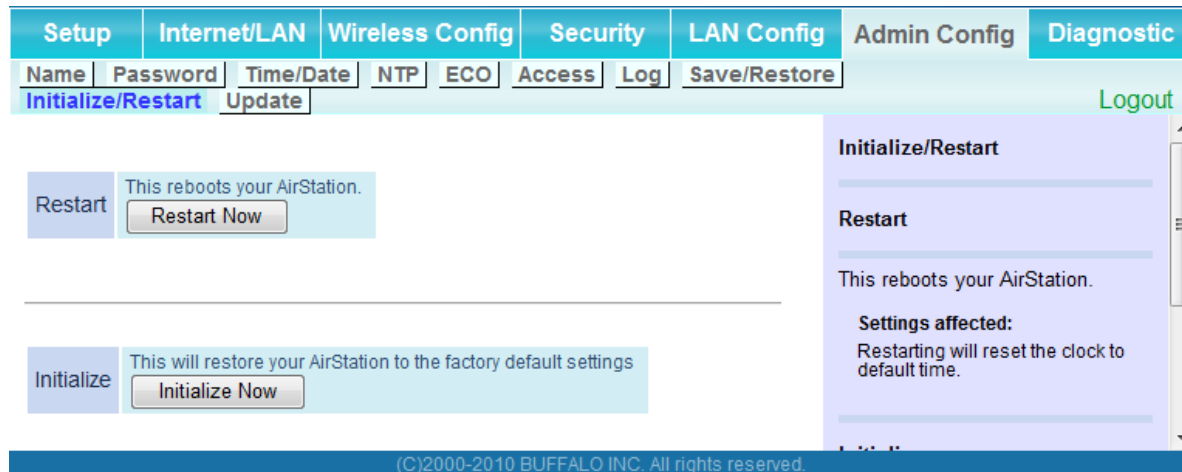 Setup Internet/LAN Wireless Config Security LAN Config Admin Config Diagnostic
Name Password Time/Date NTP ECO Access Log Save/Restore
Initialize/Restart Update
Logout
Restart
This reboots your AirStation.
Restart Now
Initialize
This will restore your AirStation to the factory default settings
Initialize Now
Initialize/Restart
Restart
This reboots your AirStation.
Settings affected:
Restarting will reset the clock to
default time.
(C)2000-2010 BUFFALO INC. All rights reserved.